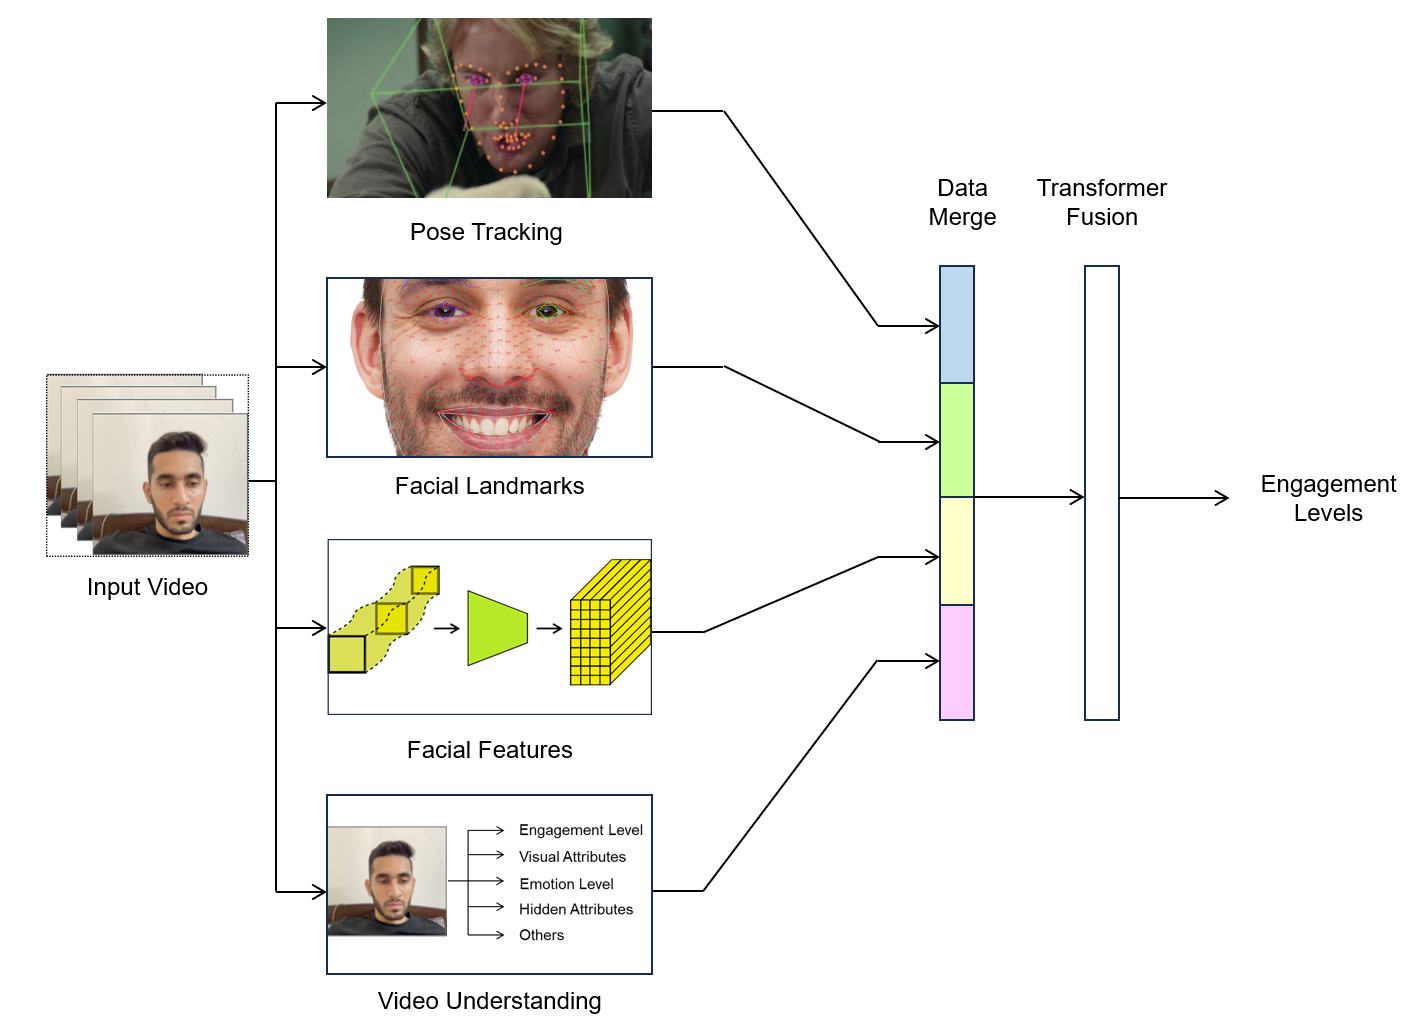 Pose Tracking
Data
Merge
Transformer
Fusion
Facial Landmarks
Input Video
Engagement
Levels
Facial Features
Engagement Level
Visual Attributes
Emotion Level
Hidden Attributes
Others
Video Understanding